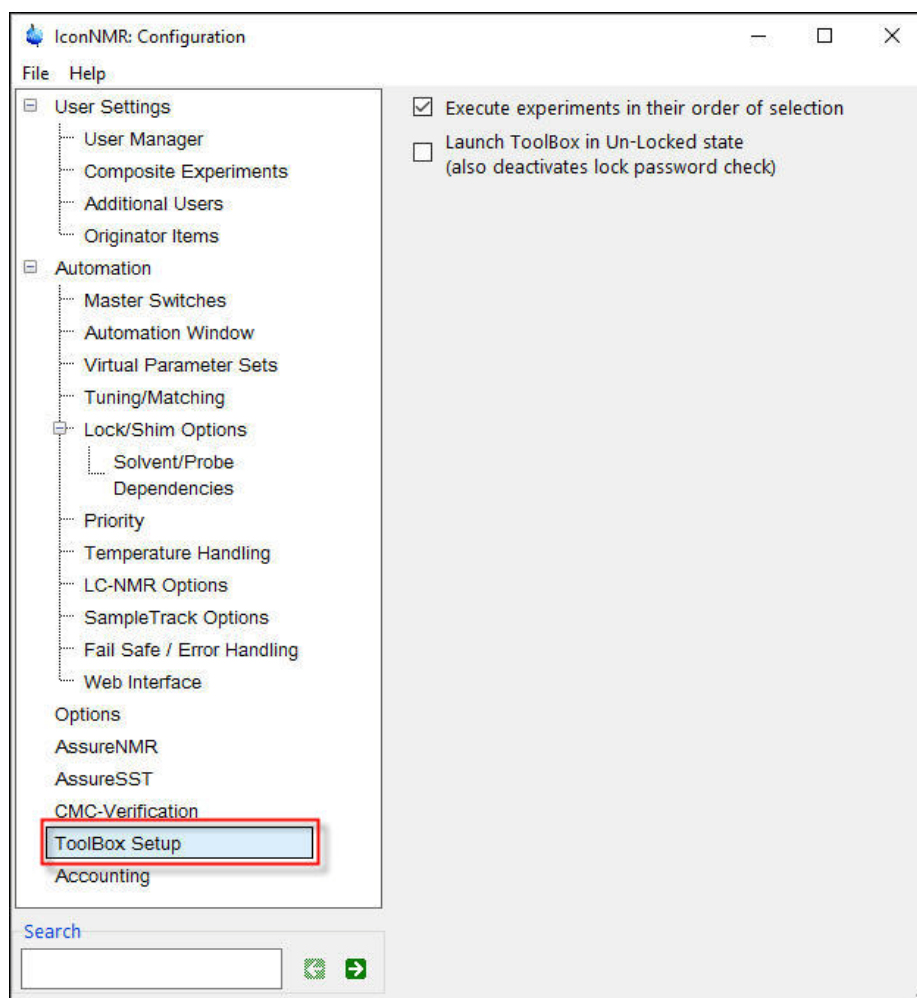 IconNMR: Configuration
File Help
User Settings
User Manager
Composite Experiments
Additional Users
Originator Items
Automation
Master Switches
Automation Window
Virtual Parameter Sets
Tuning/Matching
Lock/Shim Options
Solvent/Probe
Dependencies
Priority
Temperature Handling
LC-NMR Options
SampleTrack Options
Fail Safe / Error Handling
Web Interface
Options
AssureNMR
AssureSST
CMC-Verification
ToolBox Setup
Accounting
Search
Execute experiments in their order of selection
Launch ToolBox in Un-Locked state
(also deactivates lock password check)